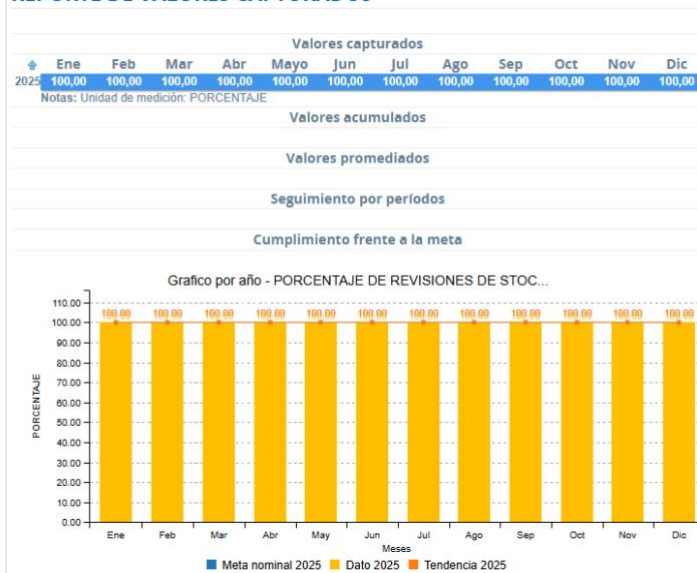 REPORTE DE VALORES CAPTURADOS
Valores capturados
Ene Feb Mar Abr Mayo Jun Jul Ago Sep Oct Nov Dic
2025 100,00 100,00 100,00 100,00 100,00 100,00 100,00 100,00 100,00 100,00 100,00 100,00
Notas: Unidad de medición: PORCENTAJE
Valores acumulados
Valores promediados
Seguimiento por períodos
Cumplimiento frente a la meta
Grafico por año - PORCENTAJE DE REVISIONES DE STOC...
110.00
100.00 100.00 100.00 100.00 100.00 100.00 100.00 100.00 100.00 100.00 100.00 100.00 100.00
90.00
80.00
70.00
60.00
50.00
40.00
30.00
20.00
10.00
0.00
PORCENTAJE
Ene Feb Mar Abr May Jun Jul Ago Sep Oct Nov Dic
Meses
Meta nominal 2025 Dato 2025 Tendencia 2025